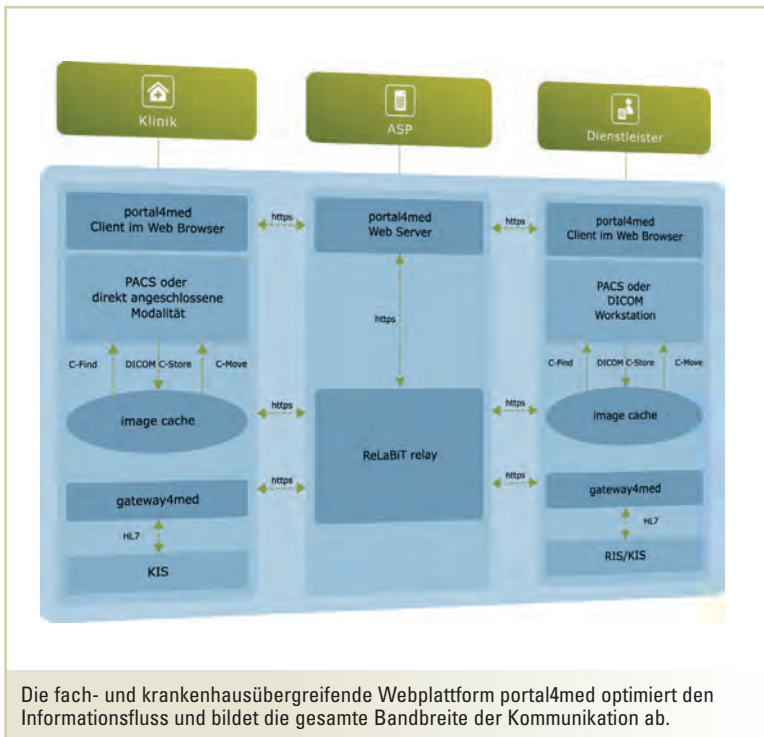 Klinik
ASP
Dienstleister
portal4med
Client im Web Browser
https
portal4med
Web Server
https
portal4med
Client im Web Browser
PACS oder
direkt angeschlossene
Modalität
https
PACS oder
DICOM
Workstation
C-Find
DICOM C-Store
C-Move
C-Find
DICOM C-Store
C-Move
image cache
https
ReLaBiT relay
https
image cache
gateway4med
https
https
gateway4med
HL7
HL7
KIS
RIS/KIS
Die fach- und krankenhausübergreifende Webplattform portal4med optimiert den
Informationsfluss und bildet die gesamte Bandbreite der Kommunikation ab.